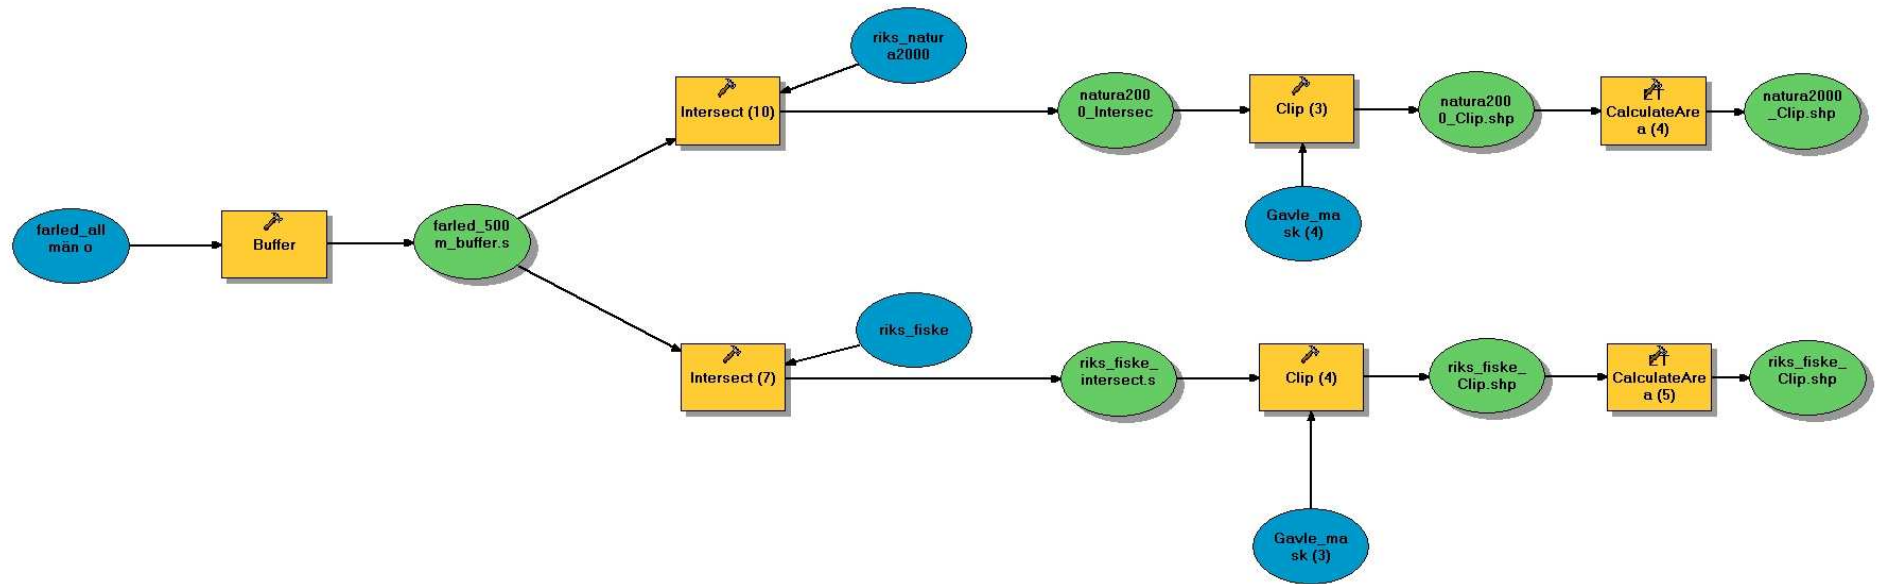 riks_natur
a2000
Intersect (10)
natura200
0_Intersec
Clip (3)
natura200
0_Clip.shp
CalculateAre
a (4)
natura2000
_Clip.shp
Gavle_ma
sk (4)
farled_all
män o
Buffer
farled_500
m_buffer.s
riks_fiske
Intersect (7)
riks_fiske_
intersect.s
Clip (4)
riks_fiske_
Clip.shp
CalculateAre
a (5)
riks_fiske_
Clip.shp
Gavle_ma
sk (3)